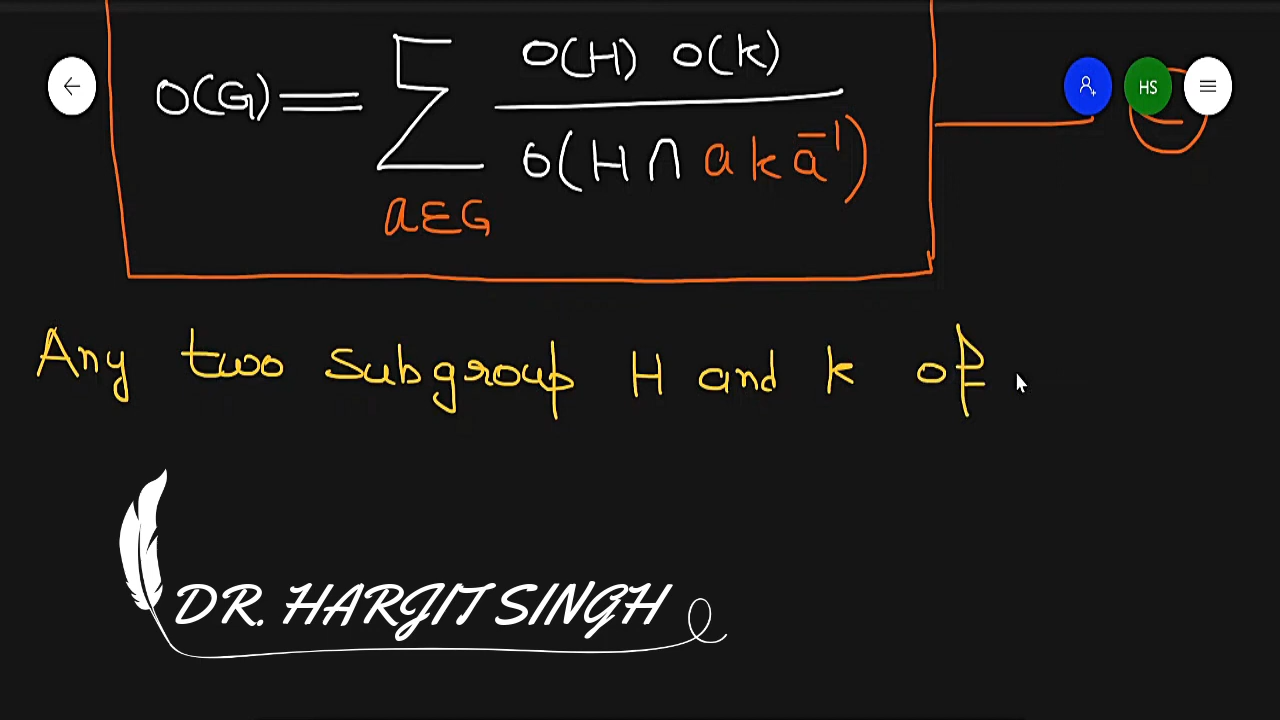 O(G) = ∑ O(H) O(K) / O(H ∩ a k a⁻¹)
a∈G
HS
Any two subgroup H and k of
DR. HARJIT SINGH